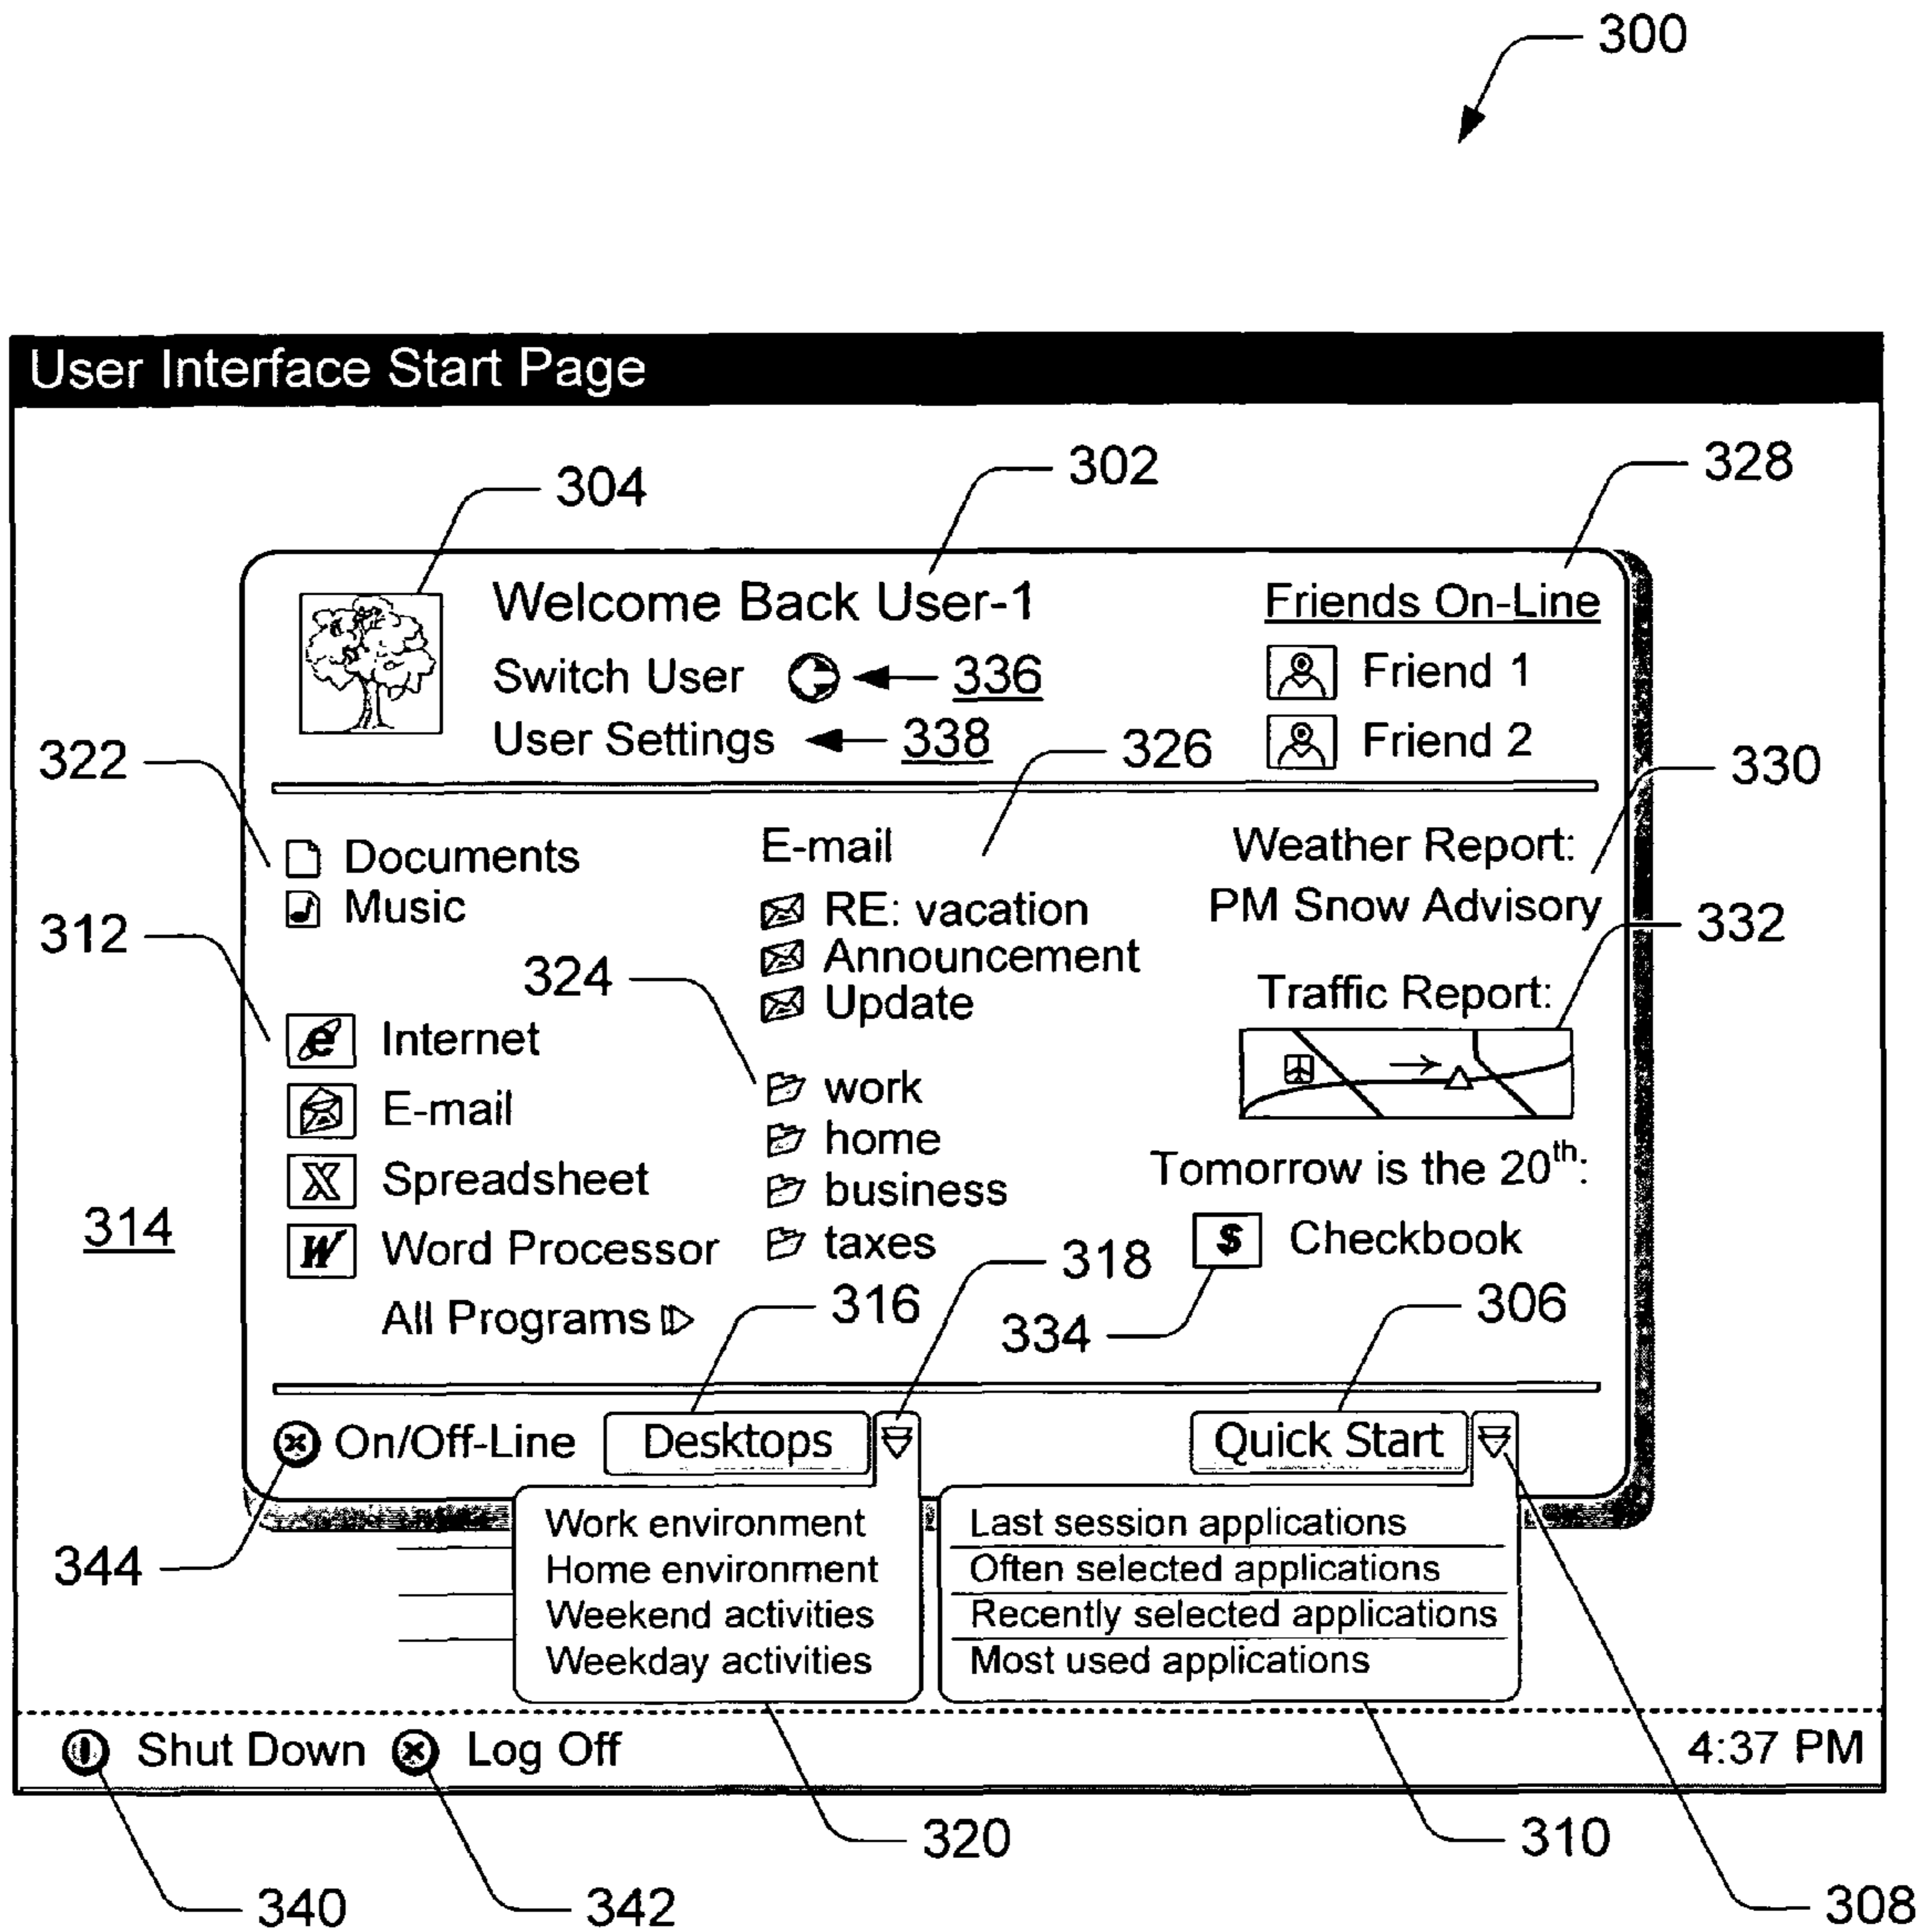 300
User Interface Start Page
304
302
328
Welcome Back User-1
Friends On-Line
Switch User
336
Friend 1
User Settings
338
Friend 2
322
326
330
Documents
E-mail
Weather Report:
Music
RE: vacation
PM Snow Advisory
312
Announcement
332
324
Update
Traffic Report:
e Internet
E-mail
work
X Spreadsheet
home
Tomorrow is the 20th:
314
business
W Word Processor
taxes
$ Checkbook
318
All Programs
316
334
306
On/Off-Line
Desktops
Quick Start
344
Work environment
Home environment
Weekend activities
Weekday activities
Last session applications
Often selected applications
Recently selected applications
Most used applications
Shut Down
Log Off
4:37 PM
320
310
340
342
308